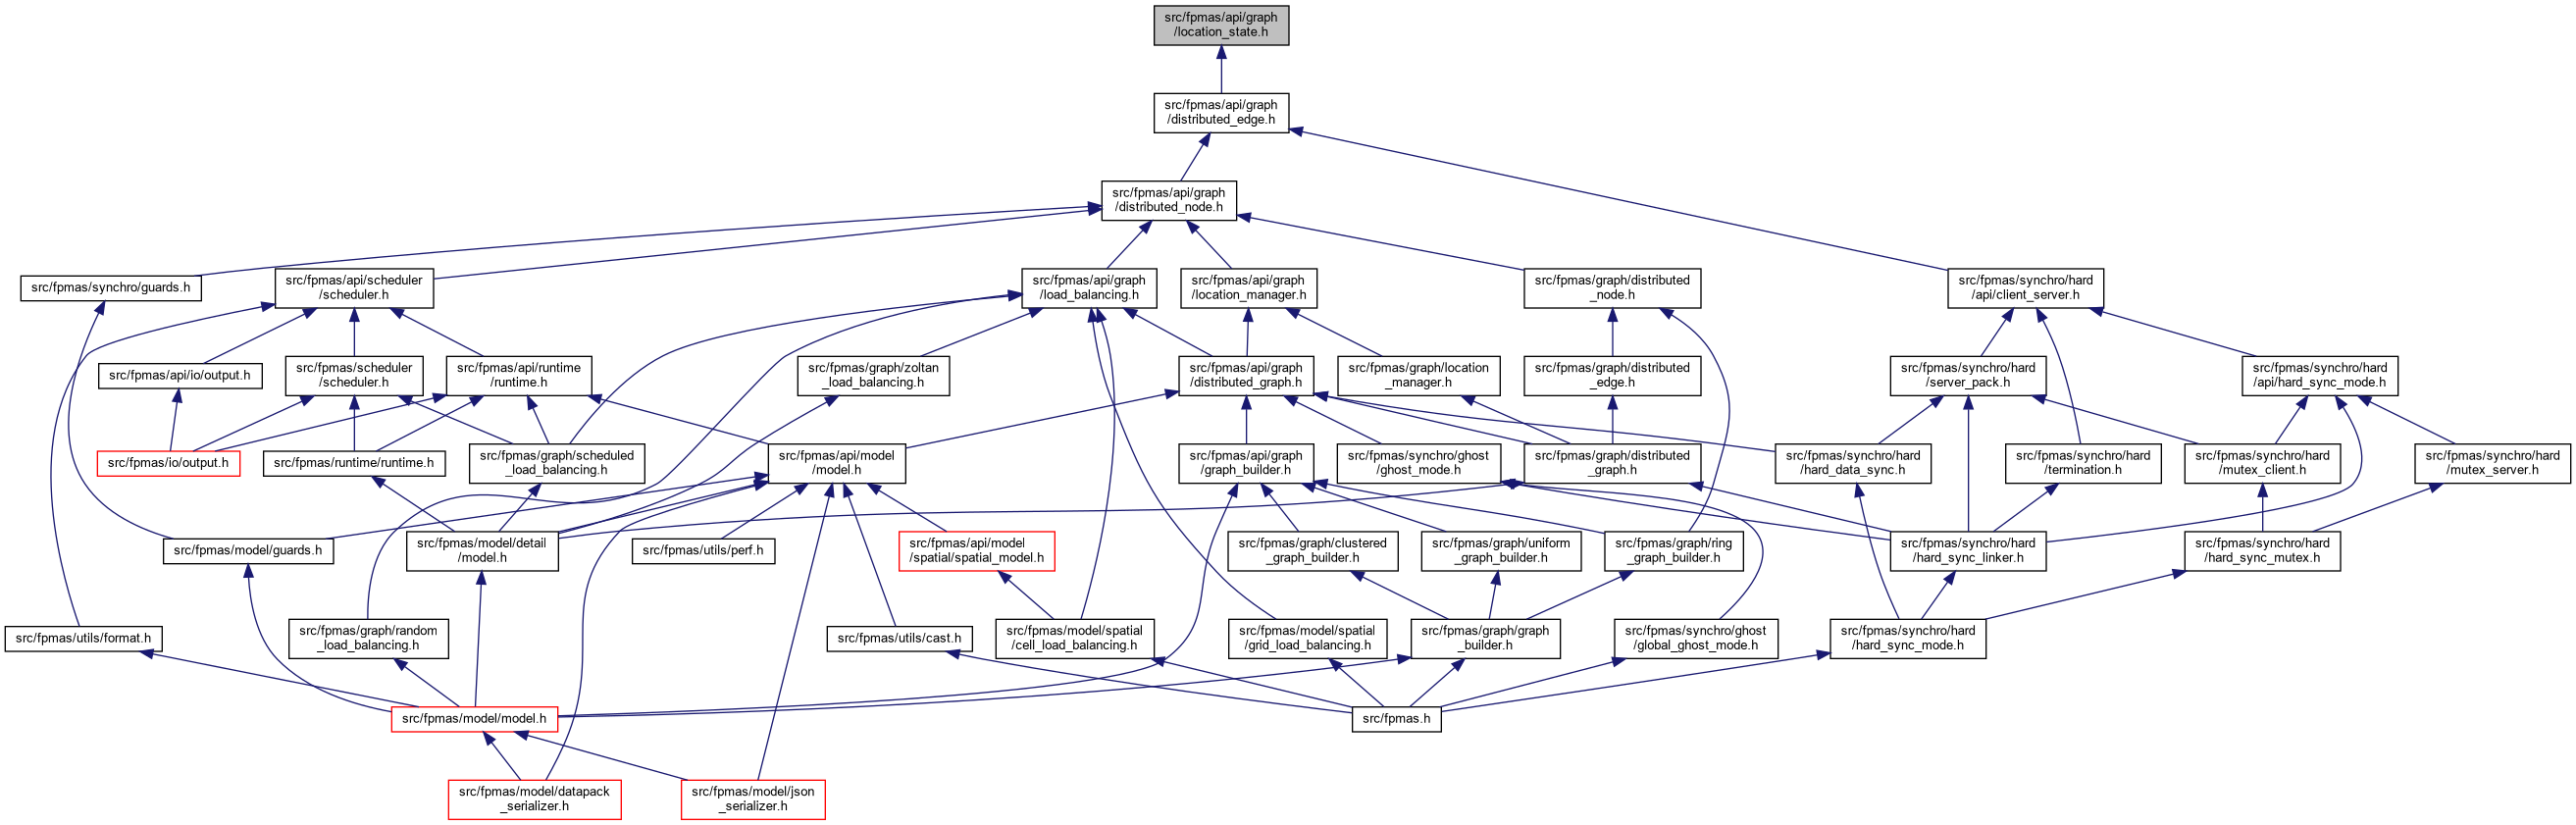 src/fpmas/api/graph
/location_state.h
src/fpmas/api/graph
/distributed_edge.h
src/fpmas/api/graph
/distributed_node.h
src/fpmas/synchro/guards.h
src/fpmas/api/scheduler
/scheduler.h
src/fpmas/api/graph
/load_balancing.h
src/fpmas/api/graph
/location_manager.h
src/fpmas/graph/distributed
_node.h
src/fpmas/synchro/hard
/api/client_server.h
src/fpmas/api/io/output.h
src/fpmas/scheduler
/scheduler.h
src/fpmas/api/runtime
/runtime.h
src/fpmas/graph/zoltan
_load_balancing.h
src/fpmas/api/graph
/distributed_graph.h
src/fpmas/graph/location
_manager.h
src/fpmas/graph/distributed
_edge.h
src/fpmas/synchro/hard
/server_pack.h
src/fpmas/synchro/hard
/api/hard_sync_mode.h
src/fpmas/io/output.h
src/fpmas/runtime/runtime.h
src/fpmas/graph/scheduled
_load_balancing.h
src/fpmas/api/model
/model.h
src/fpmas/api/graph
/graph_builder.h
src/fpmas/synchro/ghost
/ghost_mode.h
src/fpmas/graph/distributed
_graph.h
src/fpmas/synchro/hard
/hard_data_sync.h
src/fpmas/synchro/hard
/termination.h
src/fpmas/synchro/hard
/mutex_client.h
src/fpmas/synchro/hard
/mutex_server.h
src/fpmas/model/guards.h
src/fpmas/model/detail
/model.h
src/fpmas/utils/perf.h
src/fpmas/api/model
/spatial/spatial_model.h
src/fpmas/graph/clustered
_graph_builder.h
src/fpmas/graph/uniform
_graph_builder.h
src/fpmas/graph/ring
_graph_builder.h
src/fpmas/synchro/hard
/hard_sync_linker.h
src/fpmas/synchro/hard
/hard_sync_mutex.h
src/fpmas/utils/format.h
src/fpmas/graph/random
_load_balancing.h
src/fpmas/utils/cast.h
src/fpmas/model/spatial
/cell_load_balancing.h
src/fpmas/model/spatial
/grid_load_balancing.h
src/fpmas/graph/graph
_builder.h
src/fpmas/synchro/ghost
/global_ghost_mode.h
src/fpmas/synchro/hard
/hard_sync_mode.h
src/fpmas/model/model.h
src/fpmas.h
src/fpmas/model/datapack
_serializer.h
src/fpmas/model/json
_serializer.h